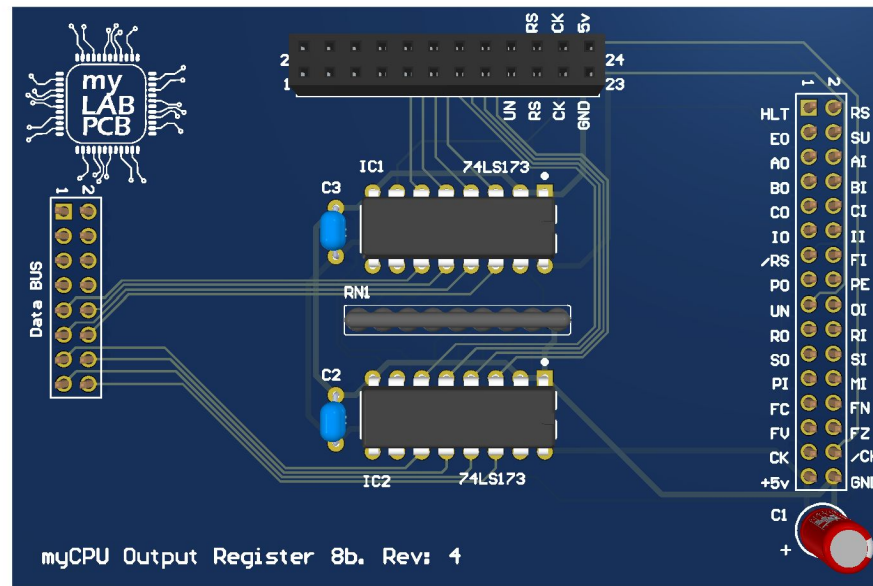 RS CK 5v
2 24
1 23
UN RS CK GND
my
LAB
PCB
1 2
Data BUS
IC1 74LS173
C3
RN1
C2
IC2 74LS173
1 2
HLT RS
EO SU
AO AI
BO BI
CO CI
IO II
/RS FI
PO PE
UN OI
RO RI
SO SI
PI MI
FC FN
FV FZ
CK
+5v
C1
+
myCPU Output Register 8b. Rev: 4